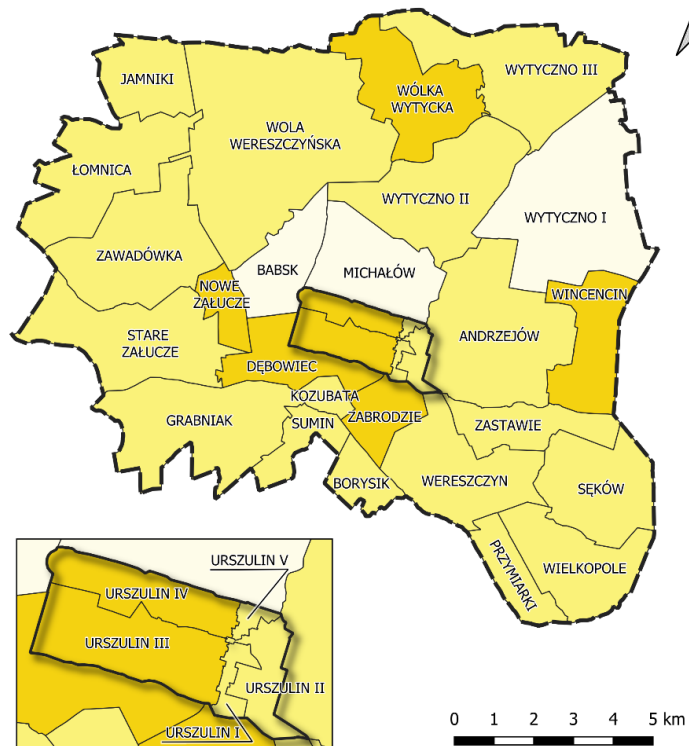 JAMNIKI
WYTYCZNO III
WÓLKA
WYTYCKA
WOLA
WERESZCZYŃSKA
ŁOMNICA
WYTYCZNO II
WYTYCZNO I
ZAWADÓWKA
BABSK
MICHAŁÓW
NOWE
ZAŁUCZE
WINCENCIN
STARE
ZAŁUCZE
ANDRZEJÓW
DĘBOWIEC
KOZUBATA
GRABNIAK
SUMIN
ZABRODZIE
ZASTAWIE
BORYSIK
WERESZCZYN
SĘKÓW
PRZYMIARKI
WIELKOPOLE
URSZULIN V
URSZULIN IV
URSZULIN III
URSZULIN II
URSZULIN I
0 1 2 3 4 5 km